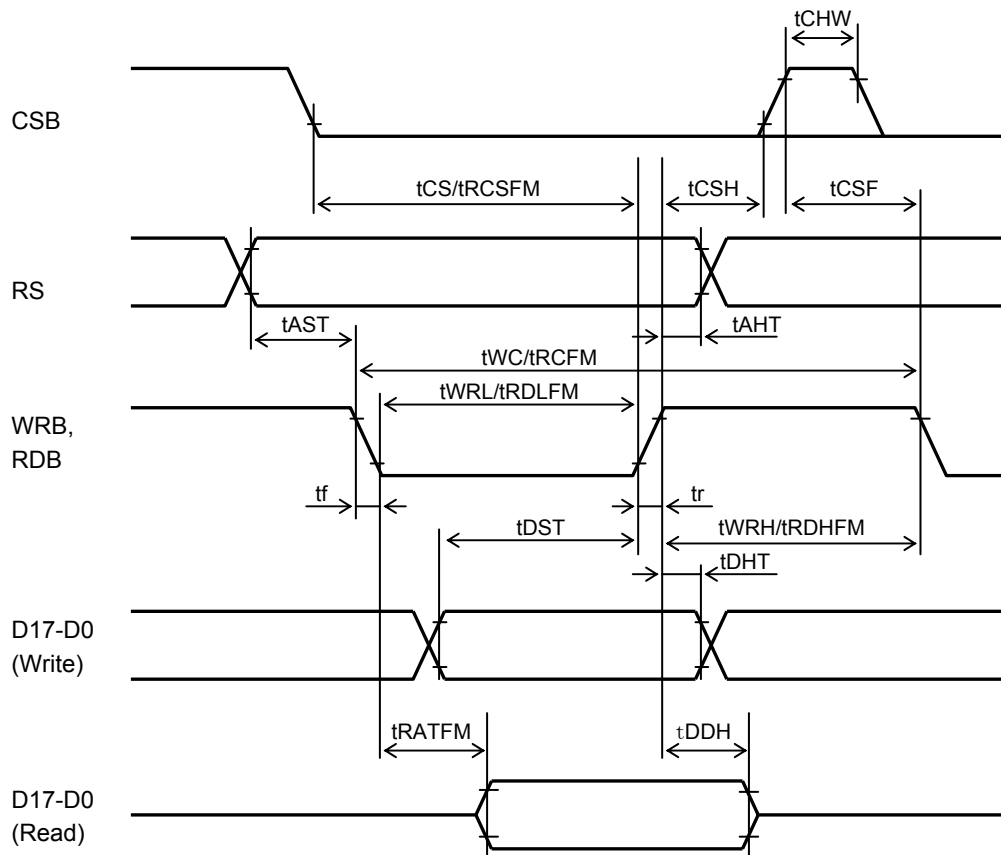 tCHW
CSB
tCS/tRCSFM
tCSH
tCSF
RS
tAST
tAHT
tWC/tRCFM
tWRL/tRDLFM
WRB,
RDB
tf
tr
tDST
tWRH/tRDHFM
tDHT
D17-D0
(Write)
tRATFM
tDDH
D17-D0
(Read)